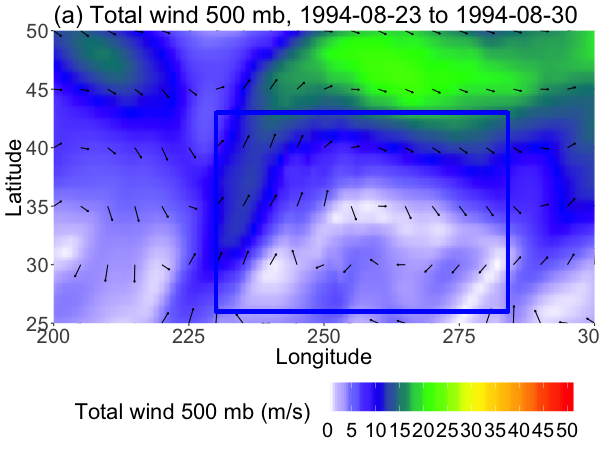 (a) Total wind 500 mb, 1994-08-23 to 1994-08-30
50
45
40
35
30
25
Latitude
200 225 250 275 30
Longitude
Total wind 500 mb (m/s)
0 5 10 15 20 25 30 35 40 45 50